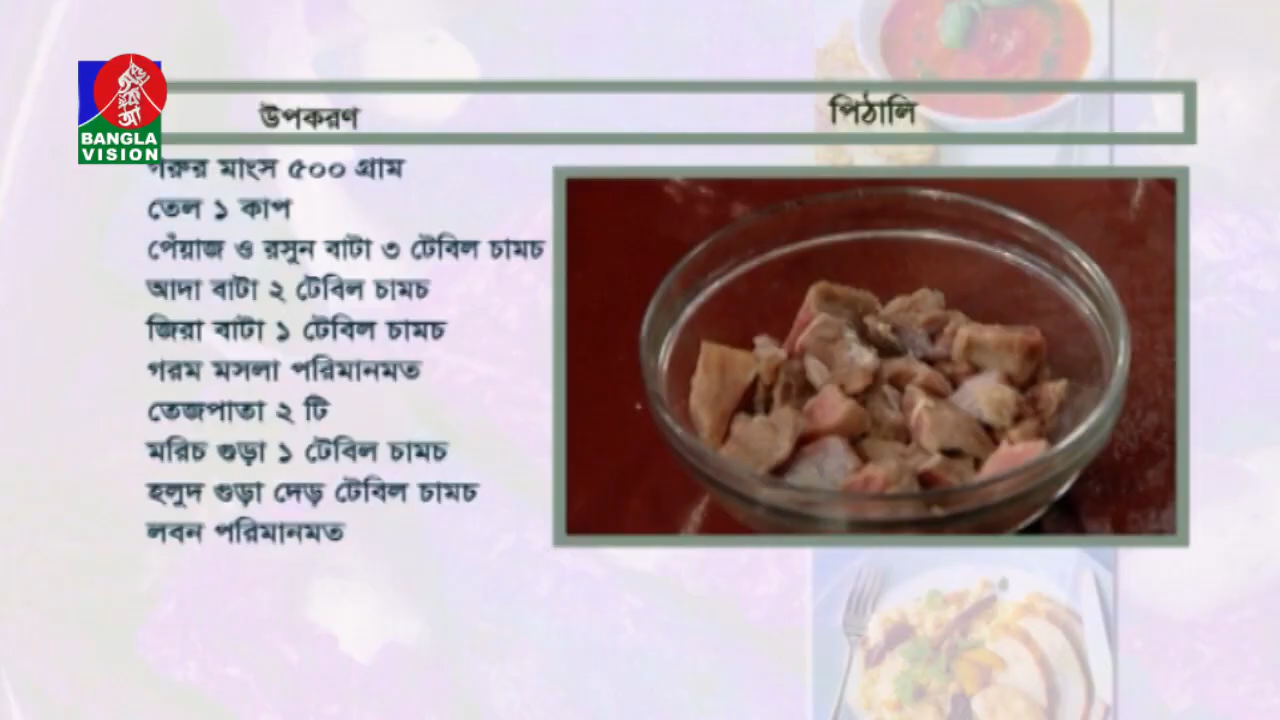 BANGLA
VISION
উপকরণ
পিঠালি
গরুর মাংস ৫০০ গ্রাম
তেল ১ কাপ
পেঁয়াজ ও রসুন বাটা ৩ টেবিল চামচ
আদা বাটা ২ টেবিল চামচ
জিরা বাটা ১ টেবিল চামচ
গরম মসলা পরিমানমত
তেজপাতা ২ টি
মরিচ গুড়া ১ টেবিল চামচ
হলুদ গুড়া দেড় টেবিল চামচ
লবন পরিমানমত